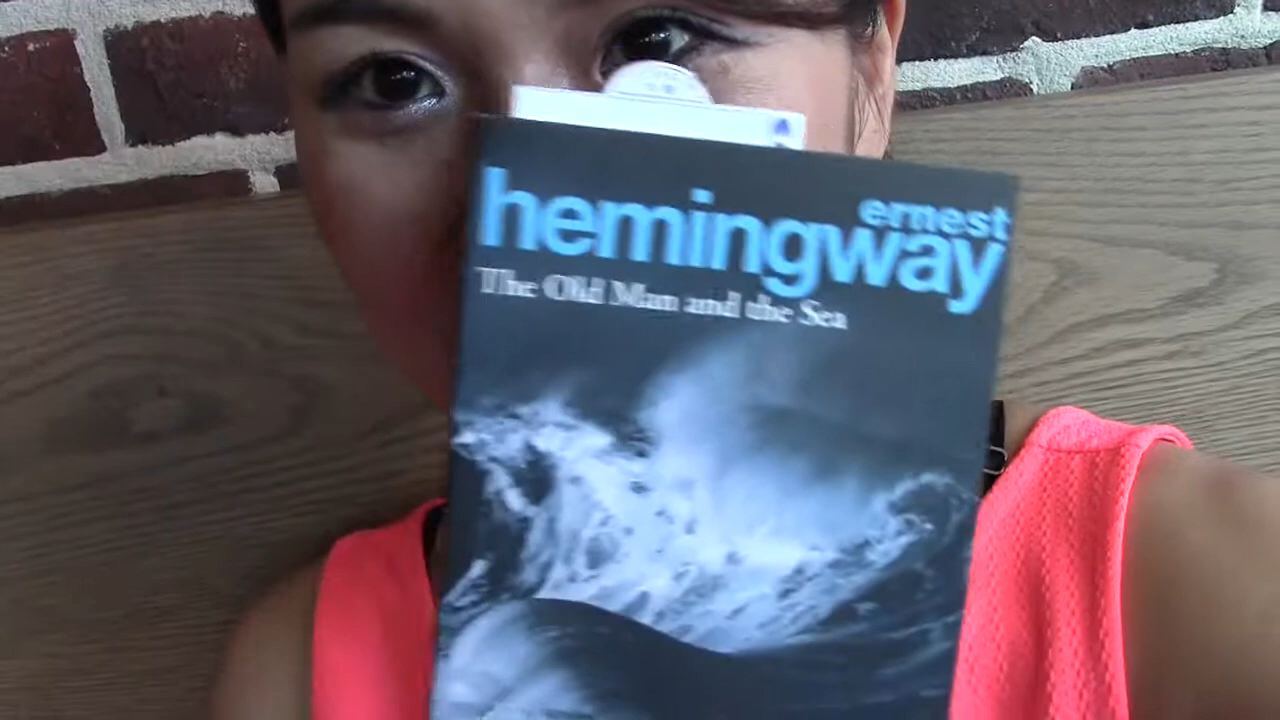 ernest
hemingway
The Old Man and the Sea